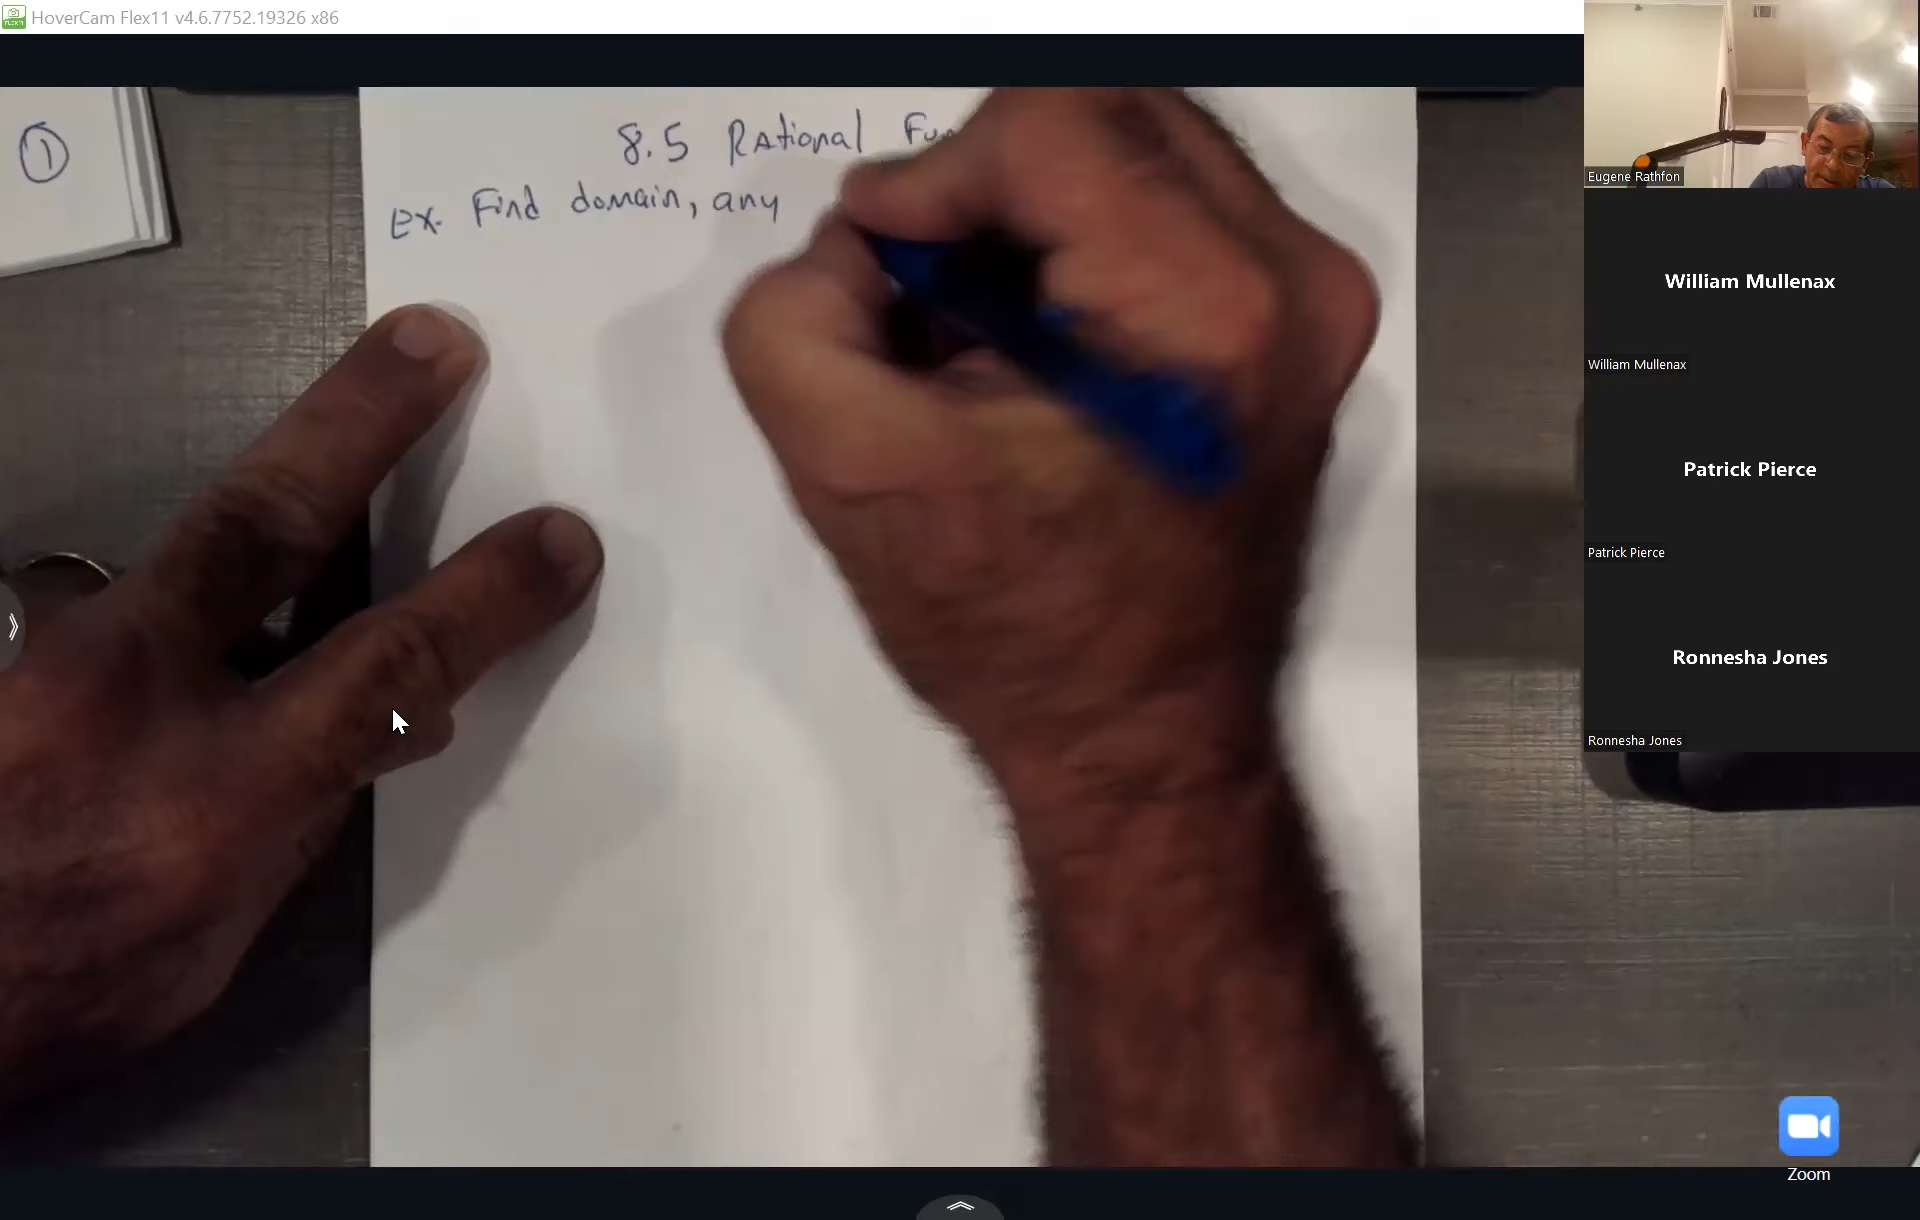 HoverCam Flex11 v4.6.7752.19326 x86
①
8.5 Rational
ex. Find domain, any
Eugene Rathfon
William Mullenax
William Mullenax
Patrick Pierce
Patrick Pierce
Ronnesha Jones
Ronnesha Jones
Zoom